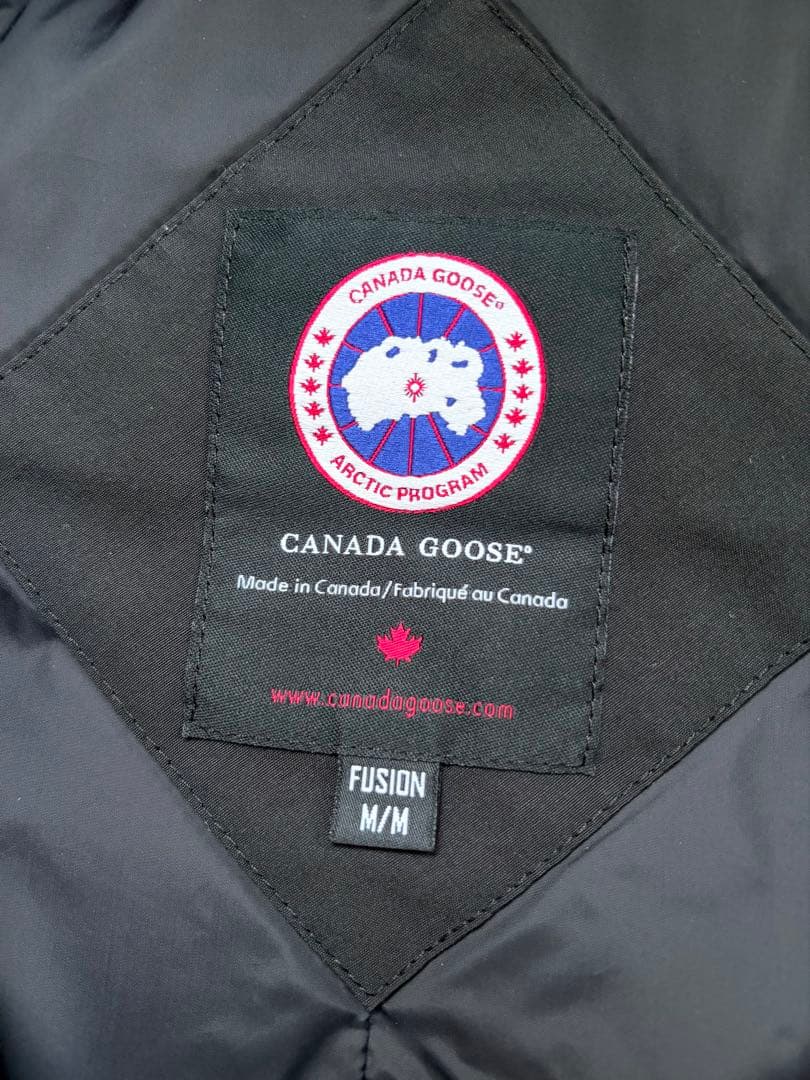 CANADA GOOSE®
ARCTIC PROGRAM
CANADA GOOSE®
Made in Canada/Fabriqué au Canada
www.canadagoose.com
FUSION
M/M